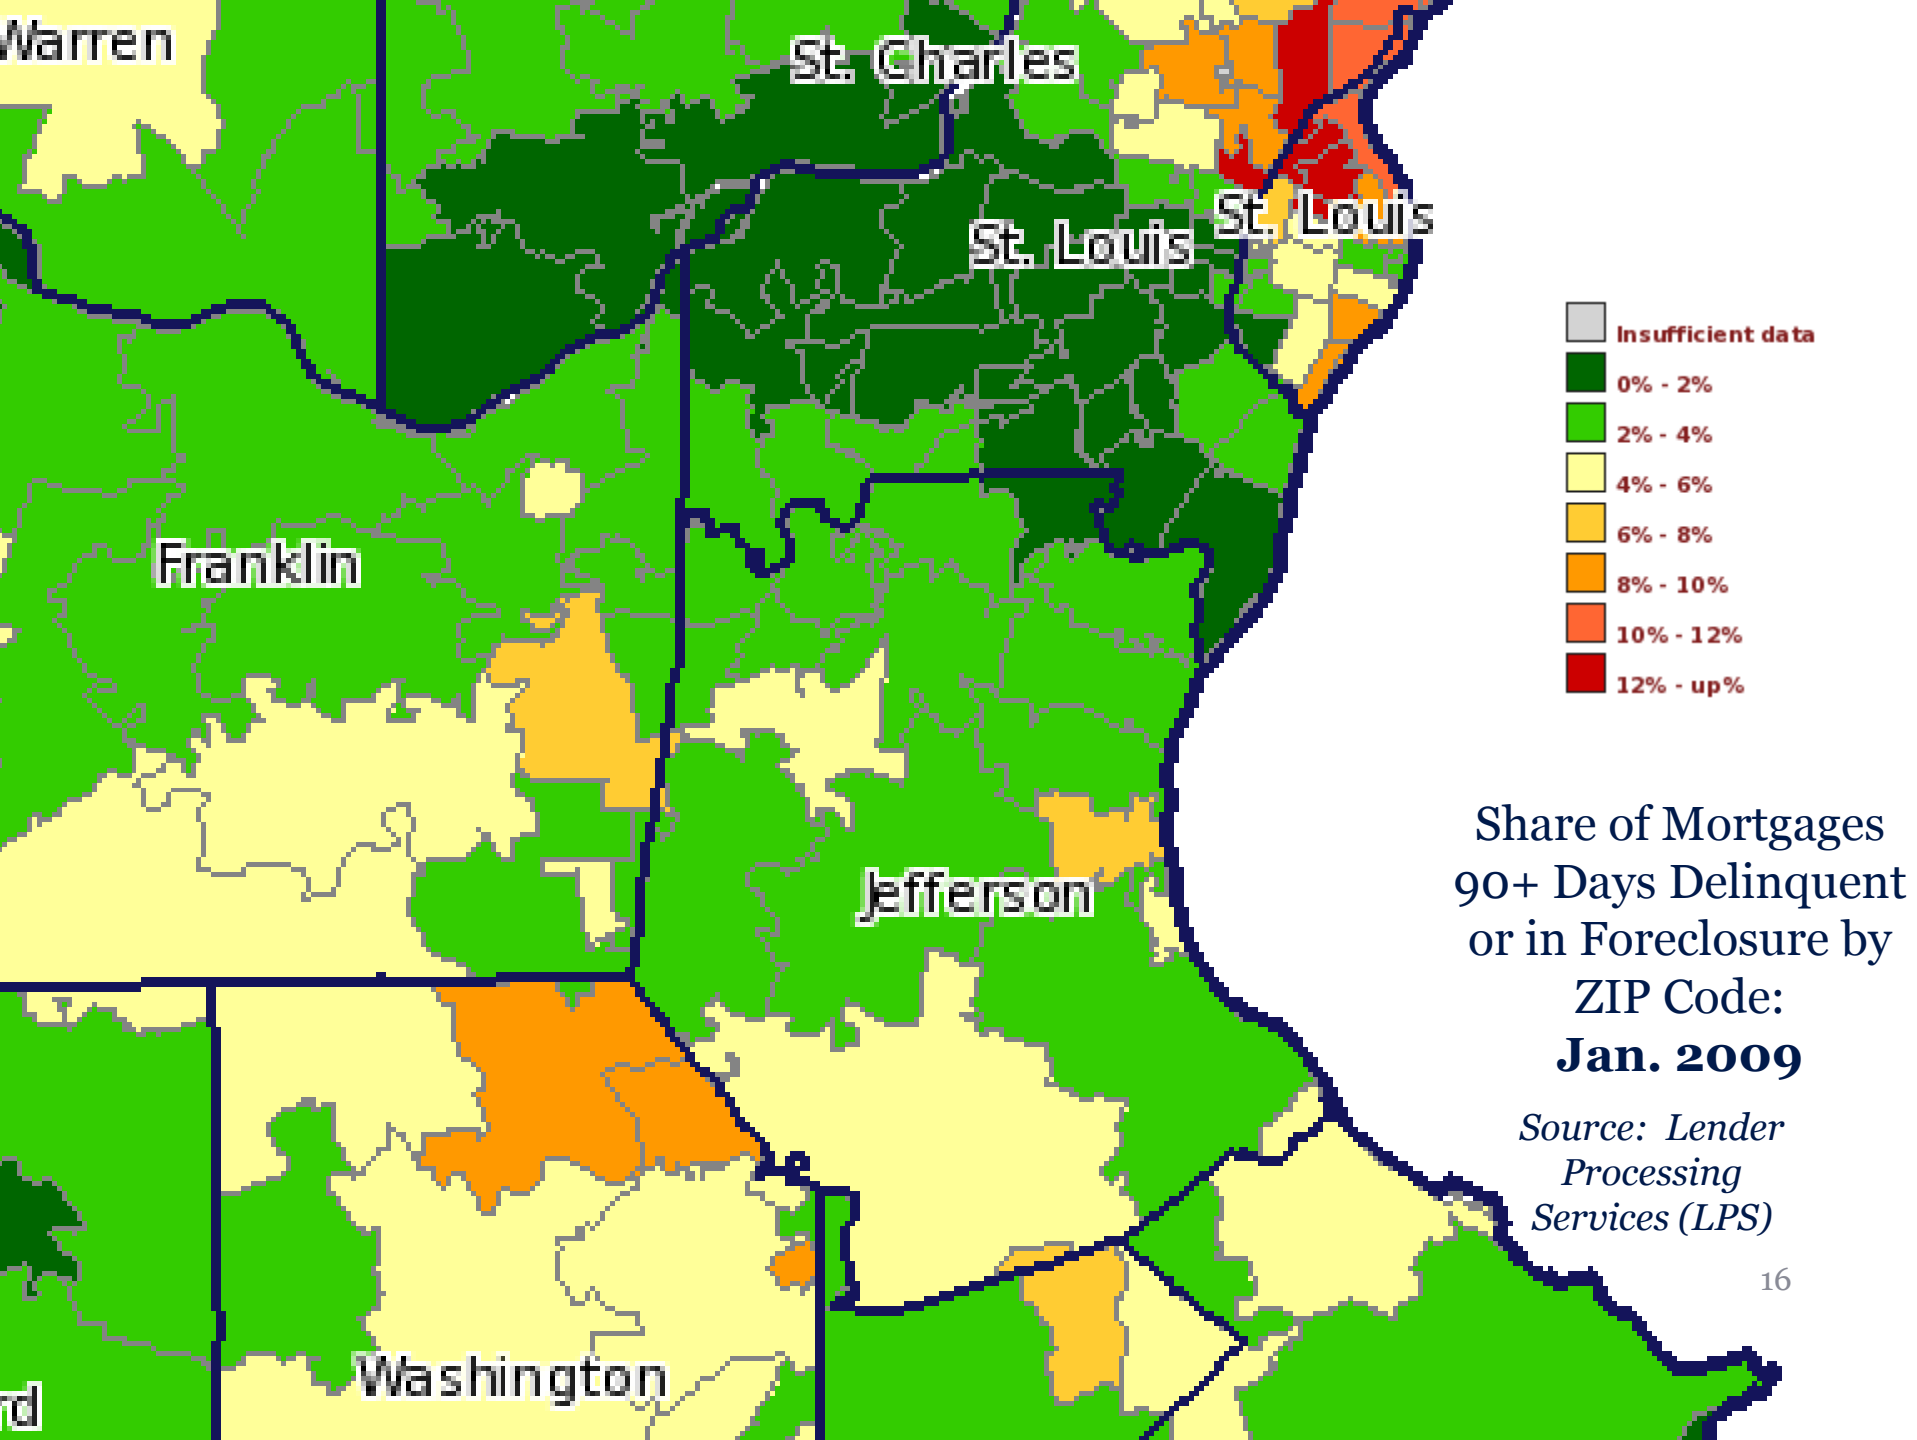 Warren
St. Charles
St. Louis
St. Louis
Franklin
Jefferson
Washington
rd
Insufficient data
0% - 2%
2% - 4%
4% - 6%
6% - 8%
8% - 10%
10% - 12%
12% - up%
Share of Mortgages
90+ Days Delinquent
or in Foreclosure by
ZIP Code:
Jan. 2009
Source: Lender
Processing
Services (LPS)
16